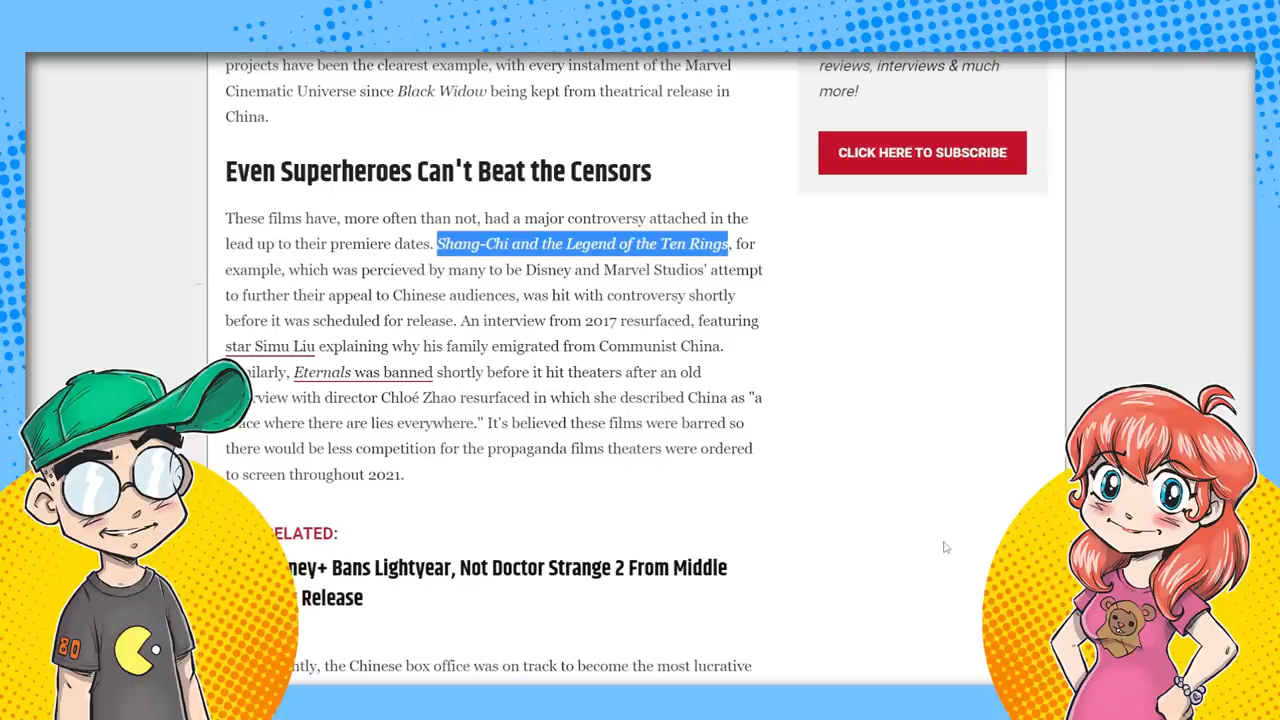 projects have been the clearest example, with every instalment of the Marvel
Cinematic Universe since Black Widow being kept from theatrical release in
China.
Even Superheroes Can't Beat the Censors
These films have, more often than not, had a major controversy attached in the
lead up to their premiere dates. Shang-Chi and the Legend of the Ten Rings, for
example, which was percieved by many to be Disney and Marvel Studios' attempt
to further their appeal to Chinese audiences, was hit with controversy shortly
before it was scheduled for release. An interview from 2017 resurfaced, featuring
star Simu Liu explaining why his family emigrated from Communist China.
Eternals was banned shortly before it hit theaters after an old
with director Chloé Zhao resurfaced in which she described China as "a
where there are lies everywhere." It's believed these films were barred so
there would be less competition for the propaganda films theaters were ordered
to screen throughout 2021.
ELATED:
ney+ Bans Lightyear, Not Doctor Strange 2 From Middle
Release
the Chinese box office was on track to become the most lucrative
reviews, interviews & much
more!
CLICK HERE TO SUBSCRIBE
80